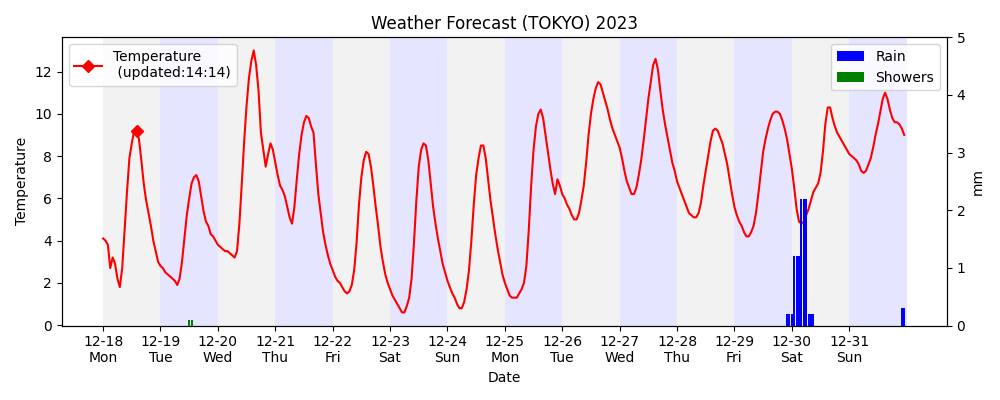 Weather Forecast (TOKYO) 2023
Temperature
(updated:14:14)
Rain
Showers
Temperature
12
10
8
6
4
2
0
5
4
3
2
1
0
mm
12-18 12-19 12-20 12-21 12-22 12-23 12-24 12-25 12-26 12-27 12-28 12-29 12-30 12-31
Mon Tue Wed Thu Fri Sat Sun Mon Tue Wed Thu Fri Sat Sun
Date